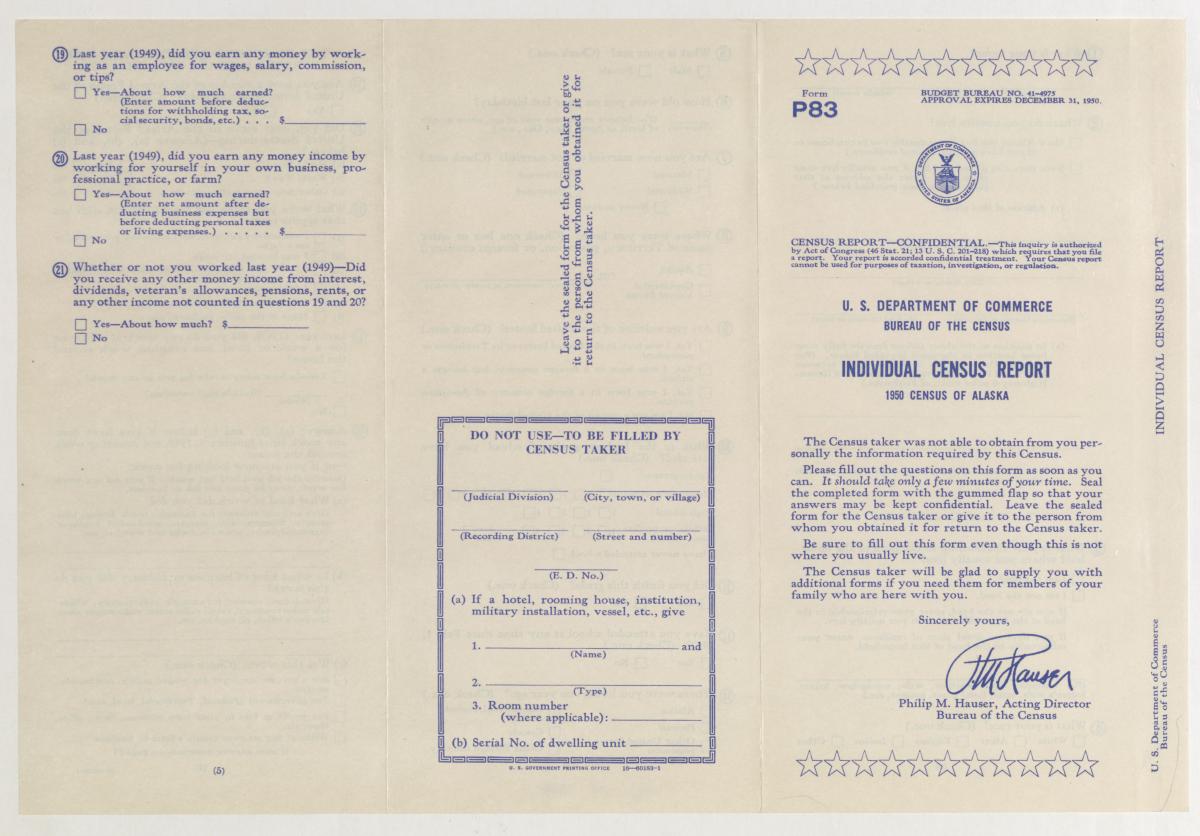 ⑲ Last year (1949), did you earn any money by work-
ing as an employee for wages, salary, commission,
or tips?
Yes—About how much earned?
(Enter amount before deduc-
tions for withholding tax, so-
cial security, bonds, etc.) . . . $
No
⑳ Last year (1949), did you earn any money income by
working for yourself in your own business, pro-
fessional practice, or farm?
Yes—About how much earned?
(Enter net amount after de-
ducting business expenses but
before deducting personal taxes
or living expenses.) . . . . . $
No
㉑ Whether or not you worked last year (1949)—Did
you receive any other money income from interest,
dividends, veteran's allowances, pensions, rents, or
any other income not counted in questions 19 and 20?
Yes—About how much? $
No
(5)
Leave the sealed form for the Census taker or give
it to the person from whom you obtained it for
return to the Census taker.
DO NOT USE—TO BE FILLED BY
CENSUS TAKER
(Judicial Division) (City, town, or village)
(Recording District) (Street and number)
(E. D. No.)
(a) If a hotel, rooming house, institution,
military installation, vessel, etc., give
1. and
(Name)
2.
(Type)
3. Room number
(where applicable):
(b) Serial No. of dwelling unit
U. S. GOVERNMENT PRINTING OFFICE 16—60153-1
Form
P83
BUDGET BUREAU NO. 41-4975
APPROVAL EXPIRES DECEMBER 31, 1950.
DEPARTMENT OF COMMERCE
UNITED STATES OF AMERICA
CENSUS REPORT—CONFIDENTIAL.—This inquiry is authorized
by Act of Congress (46 Stat. 21; 13 U. S. C. 201-218) which requires that you file
a report. Your report is accorded confidential treatment. Your Census report
cannot be used for purposes of taxation, investigation, or regulation.
U. S. DEPARTMENT OF COMMERCE
BUREAU OF THE CENSUS
INDIVIDUAL CENSUS REPORT
1950 CENSUS OF ALASKA
The Census taker was not able to obtain from you per-
sonally the information required by this Census.
Please fill out the questions on this form as soon as you
can. It should take only a few minutes of your time. Seal
the completed form with the gummed flap so that your
answers may be kept confidential. Leave the sealed
form for the Census taker or give it to the person from
whom you obtained it for return to the Census taker.
Be sure to fill out this form even though this is not
where you usually live.
The Census taker will be glad to supply you with
additional forms if you need them for members of your
family who are here with you.
Sincerely yours,
PM Hauser
Philip M. Hauser, Acting Director
Bureau of the Census
INDIVIDUAL CENSUS REPORT
U. S. Department of Commerce
Bureau of the Census